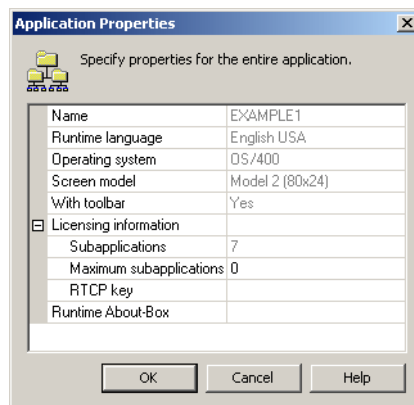 Application Properties
Specify properties for the entire application.
Name EXAMPLE1
Runtime language English USA
Operating system OS/400
Screen model Model 2 (80x24)
With toolbar Yes
Licensing information
Subapplications 7
Maximum subapplications 0
RTCP key
Runtime About-Box
OK Cancel Help